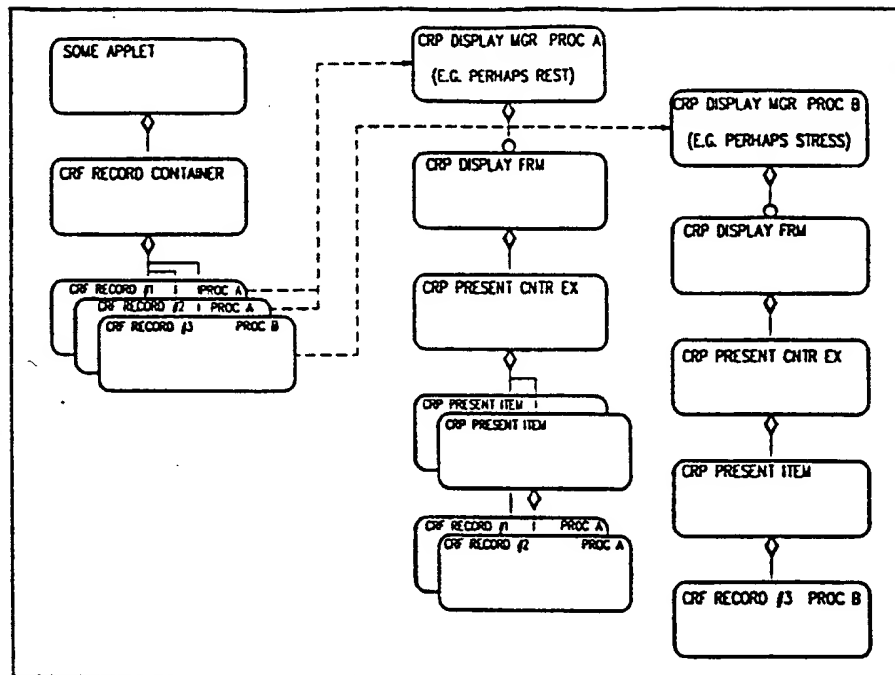 SOME APPLET
CRF RECORD CONTAINER
CRF RECORD #1 PROC A
CRF RECORD #2 PROC A
CRF RECORD #3 PROC B
CRP DISPLAY MGR PROC A
(E.G. PERHAPS REST)
CRP DISPLAY FRM
CRP PRESENT CNTR EX
CRP PRESENT ITEM
CRP PRESENT ITEM
CRF RECORD #1 PROC A
CRF RECORD #2 PROC A
CRP DISPLAY MGR PROC B
(E.G. PERHAPS STRESS)
CRP DISPLAY FRM
CRP PRESENT CNTR EX
CRP PRESENT ITEM
CRF RECORD #3 PROC B